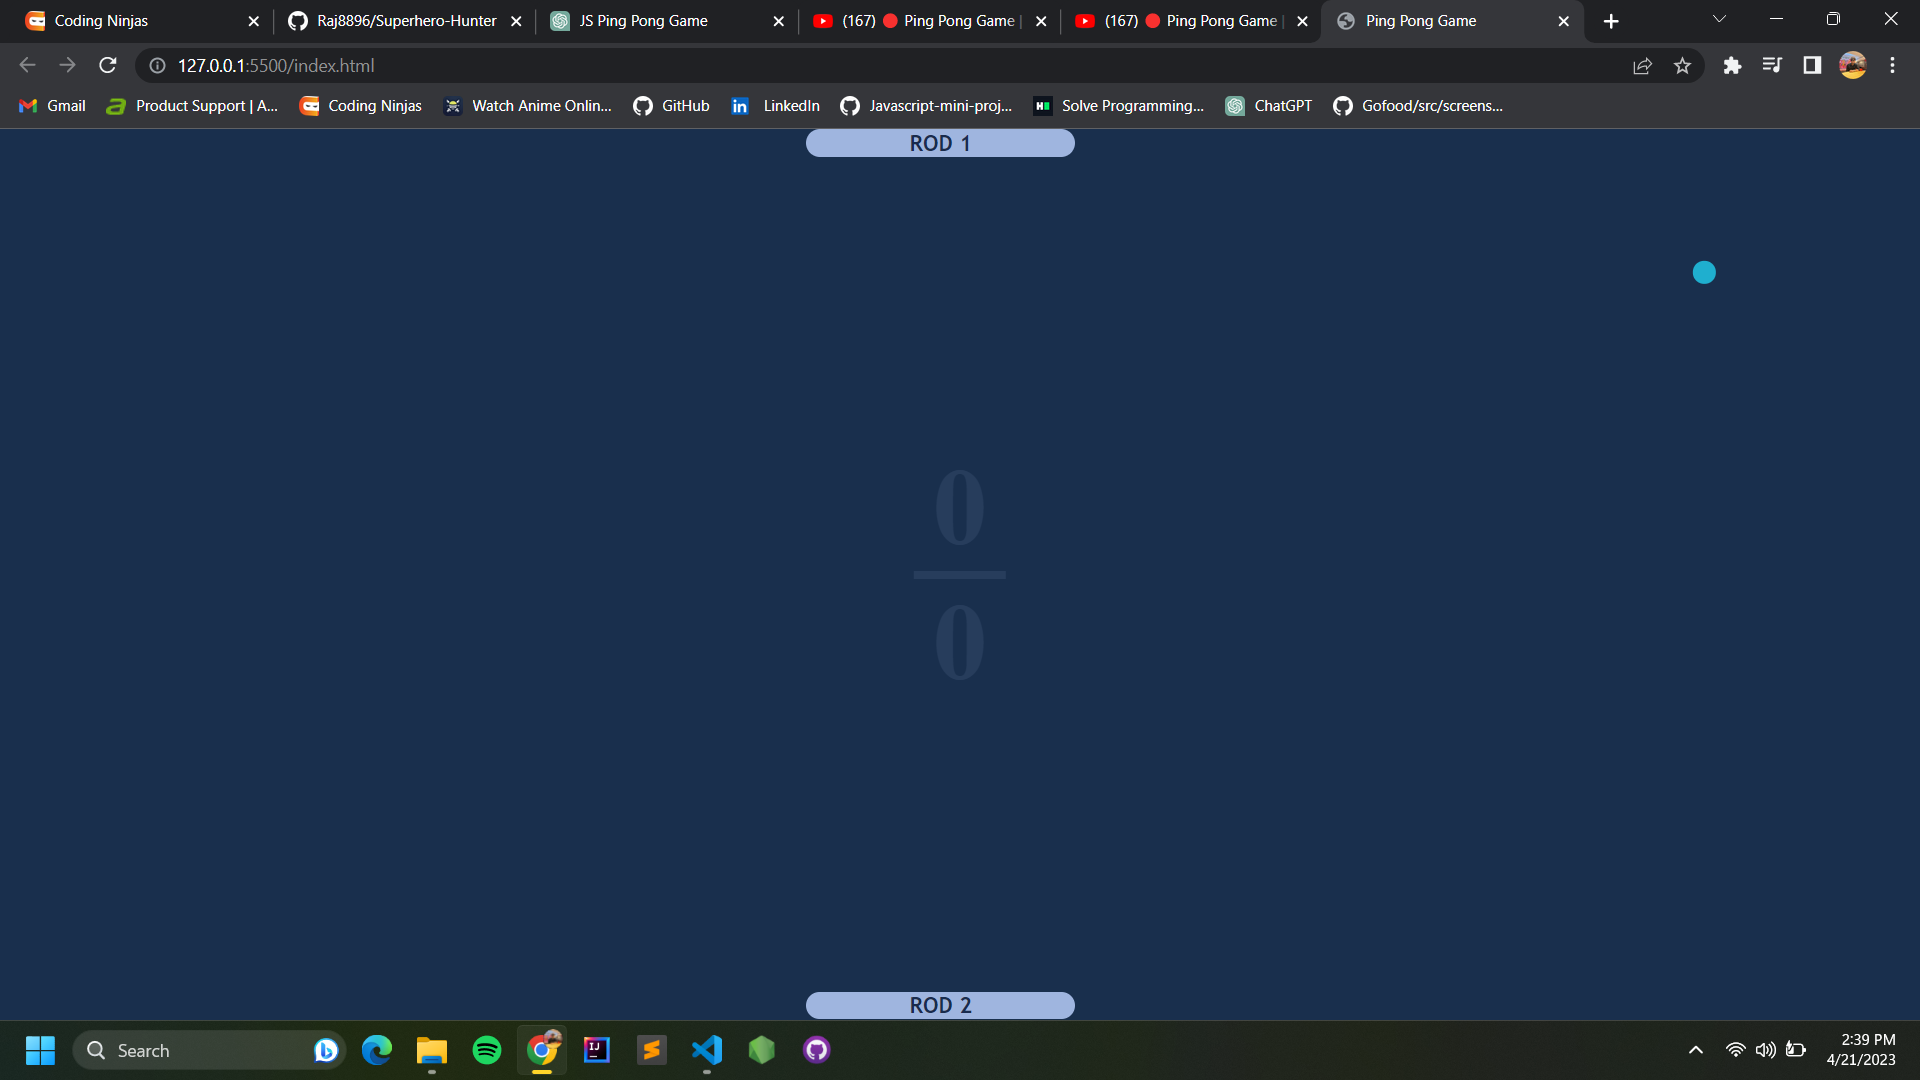 Coding Ninjas
Raj8896/Superhero-Hunter
JS Ping Pong Game
(167) 🔴 Ping Pong Game |
(167) 🔴 Ping Pong Game |
Ping Pong Game
127.0.0.1:5500/index.html
Gmail
Product Support | A...
Coding Ninjas
Watch Anime Onlin...
GitHub
LinkedIn
Javascript-mini-proj...
Solve Programming...
ChatGPT
Gofood/src/screens...
ROD 1
0
0
ROD 2
Search
2:39 PM
4/21/2023